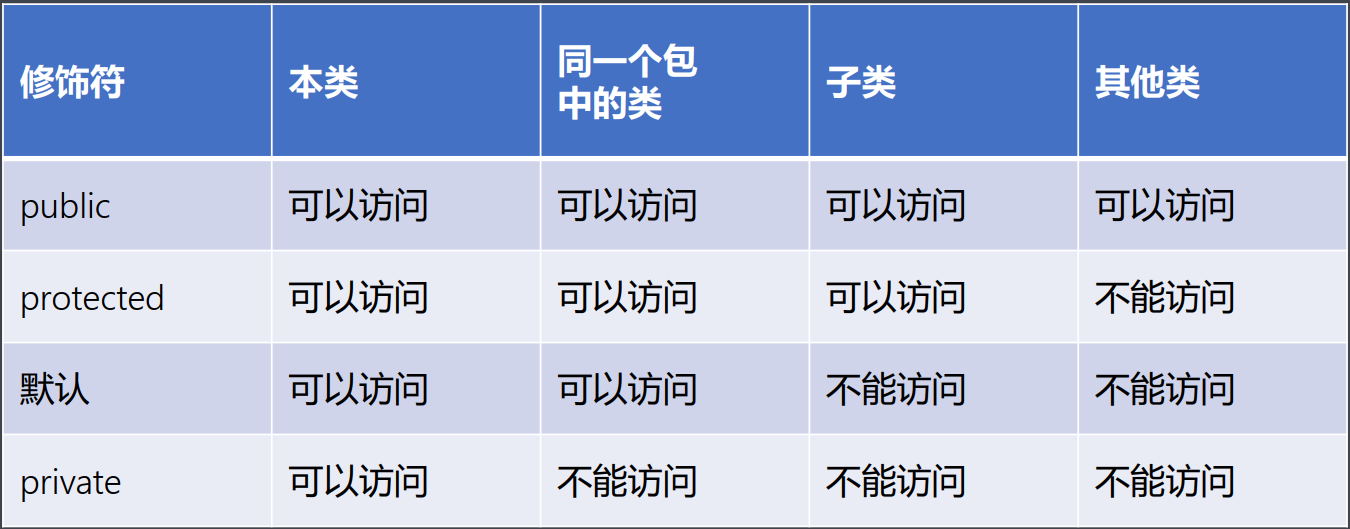 修饰符 本类 同一个包 中的类 子类 其他类
public 可以访问 可以访问 可以访问 可以访问
protected 可以访问 可以访问 可以访问 不能访问
默认 可以访问 可以访问 不能访问 不能访问
private 可以访问 不能访问 不能访问 不能访问